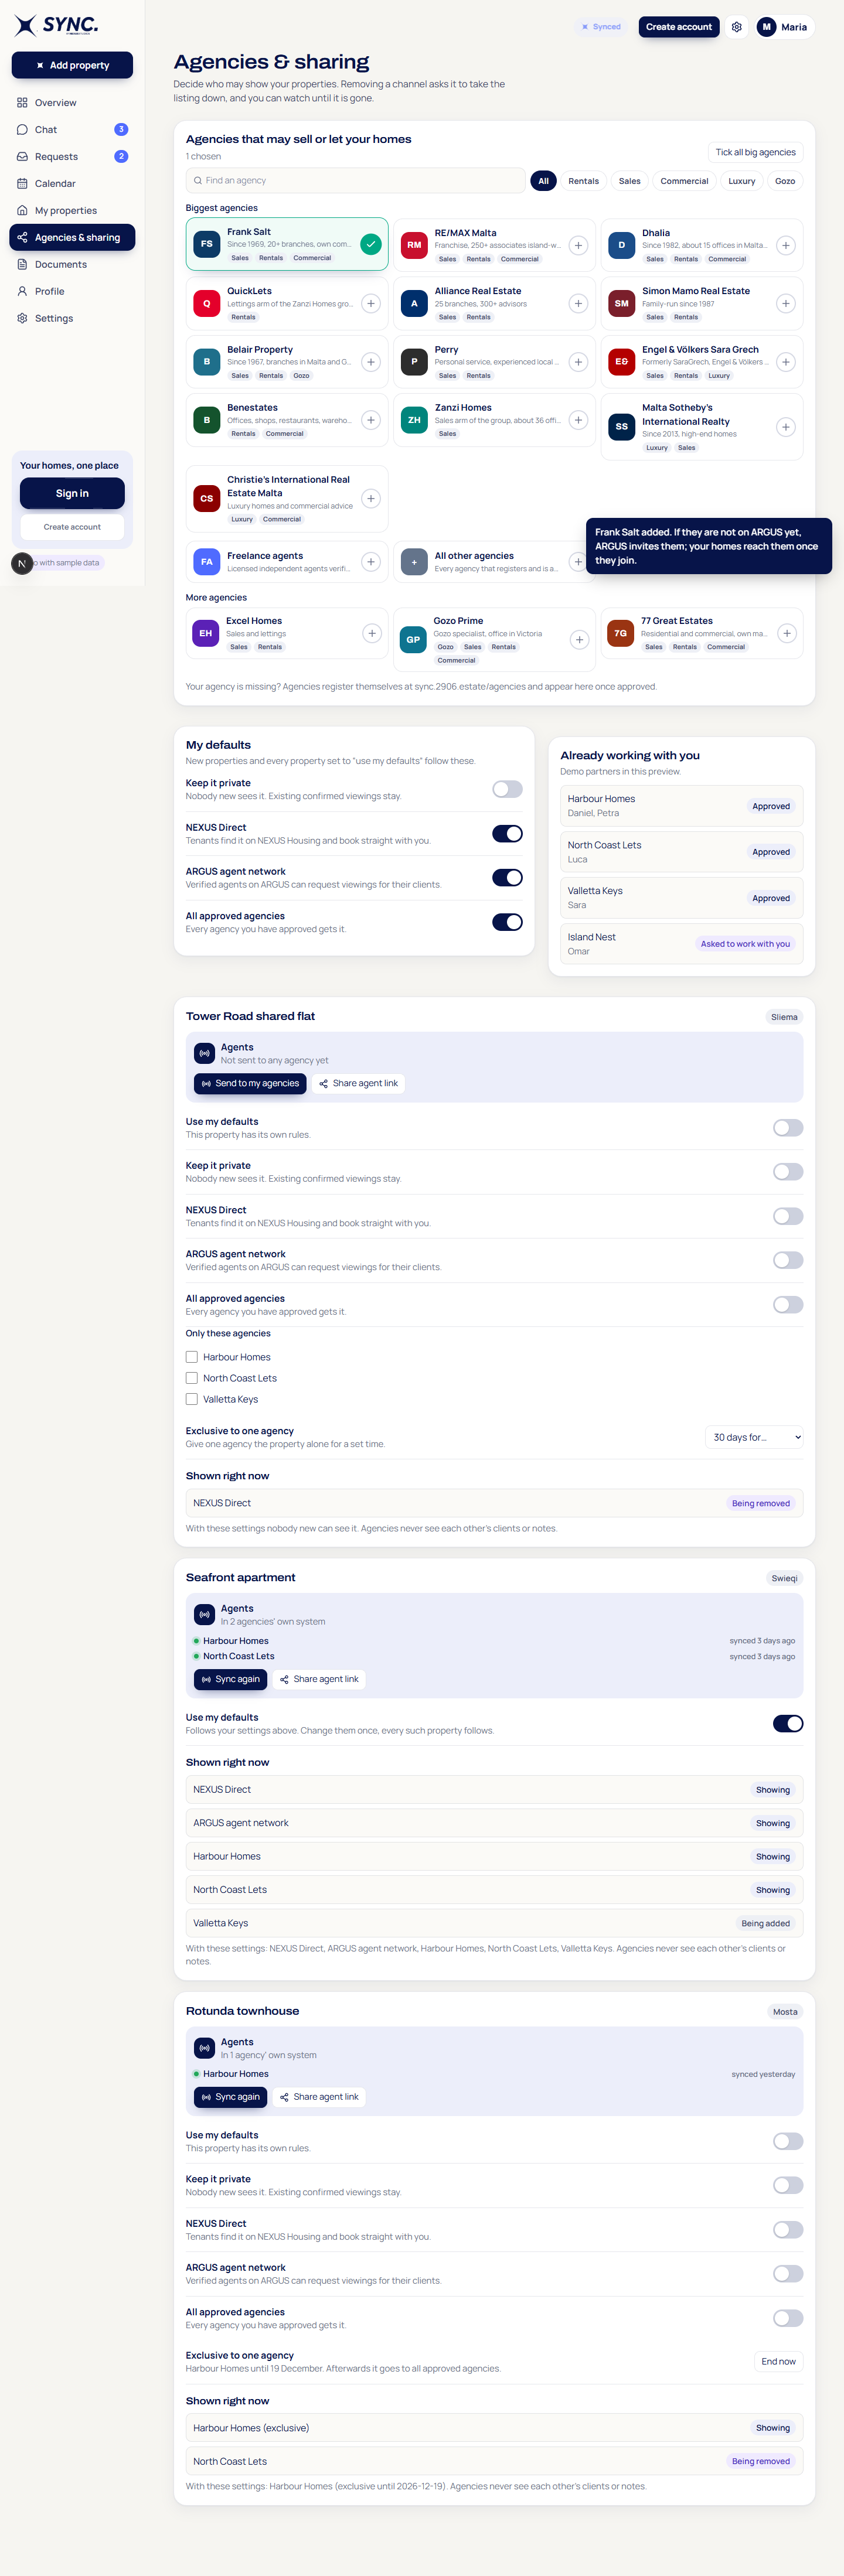 SYNC.
Synced
Create account
M
Maria
Add property
Overview
Chat
3
Requests
2
Calendar
My properties
Agencies & sharing
Documents
Profile
Settings
Your homes, one place
Sign in
Create account
N
o with sample data
Agencies & sharing
Decide who may show your properties. Removing a channel asks it to take the
listing down, and you can watch until it is gone.
Agencies that may sell or let your homes
1 chosen
Tick all big agencies
Find an agency
All
Rentals
Sales
Commercial
Luxury
Gozo
Biggest agencies
FS
Frank Salt
Since 1969, 20+ branches, own com...
Sales Rentals Commercial
RM
RE/MAX Malta
Franchise, 250+ associates island-w...
Sales Rentals
D
Dhalia
Since 1982, about 15 offices in Malta...
Sales Rentals Commercial
Q
QuickLets
Lettings arm of the Zanzi Homes gro...
Rentals
A
Alliance Real Estate
25 branches, 300+ advisors
Sales Rentals
SM
Simon Mamo Real Estate
Family-run since 1987
Sales Rentals
B
Belair Property
Since 1967, branches in Malta and G...
Sales Rentals Gozo
P
Perry
Personal service, experienced local ...
Sales Rentals
E&
Engel & Völkers Sara Grech
Formerly SaraGrech, Engel & Völkers ...
Sales Rentals Luxury
B
Benestates
Offices, shops, restaurants, wareho...
Rentals Commercial
ZH
Zanzi Homes
Sales arm of the group, about 36 offi...
Sales
SS
Malta Sotheby's
International Realty
Since 2013, high-end homes
Luxury Sales
CS
Christie's International Real
Estate Malta
Luxury homes and commercial advice
Luxury Commercial
Frank Salt added. If they are not on ARGUS yet,
ARGUS invites them; your homes reach them once
they join.
FA
Freelance agents
Licensed independent agents verifi...
+
All other agencies
Every agency that registers and is a...
More agencies
EH
Excel Homes
Sales and lettings
Sales Rentals
GP
Gozo Prime
Gozo specialist, office in Victoria
Gozo Sales Rentals
Commercial
7G
77 Great Estates
Residential and commercial, own ma...
Sales Rentals Commercial
Your agency is missing? Agencies register themselves at sync.2906.estate/agencies and appear here once approved.
My defaults
New properties and every property set to "use my defaults" follow these.
Keep it private
Nobody new sees it. Existing confirmed viewings stay.
NEXUS Direct
Tenants find it on NEXUS Housing and book straight with you.
ARGUS agent network
Verified agents on ARGUS can request viewings for their clients.
All approved agencies
Every agency you have approved gets it.
Already working with you
Demo partners in this preview.
Harbour Homes
Daniel, Petra
Approved
North Coast Lets
Luca
Approved
Valletta Keys
Sara
Approved
Island Nest
Omar
Asked to work with you
Tower Road shared flat
Sliema
Agents
Not sent to any agency yet
Send to my agencies
Share agent link
Use my defaults
This property has its own rules.
Keep it private
Nobody new sees it. Existing confirmed viewings stay.
NEXUS Direct
Tenants find it on NEXUS Housing and book straight with you.
ARGUS agent network
Verified agents on ARGUS can request viewings for their clients.
All approved agencies
Every agency you have approved gets it.
Only these agencies
Harbour Homes
North Coast Lets
Valletta Keys
Exclusive to one agency
Give one agency the property alone for a set time.
30 days for...
Shown right now
NEXUS Direct
Being removed
With these settings nobody new can see it. Agencies never see each other's clients or notes.
Seafront apartment
Swieqi
Agents
In 2 agencies' own system
Harbour Homes
synced 3 days ago
North Coast Lets
synced 3 days ago
Sync again
Share agent link
Use my defaults
Follows your settings above. Change them once, every such property follows.
Shown right now
NEXUS Direct
Showing
ARGUS agent network
Showing
Harbour Homes
Showing
North Coast Lets
Showing
Valletta Keys
Being added
With these settings: NEXUS Direct, ARGUS agent network, Harbour Homes, North Coast Lets, Valletta Keys. Agencies never see each other's clients or
notes.
Rotunda townhouse
Mosta
Agents
In 1 agency' own system
Harbour Homes
synced yesterday
Sync again
Share agent link
Use my defaults
This property has its own rules.
Keep it private
Nobody new sees it. Existing confirmed viewings stay.
NEXUS Direct
Tenants find it on NEXUS Housing and book straight with you.
ARGUS agent network
Verified agents on ARGUS can request viewings for their clients.
All approved agencies
Every agency you have approved gets it.
Exclusive to one agency
Harbour Homes until 19 December. Afterwards it goes to all approved agencies.
End now
Shown right now
Harbour Homes (exclusive)
Showing
North Coast Lets
Being removed
With these settings: Harbour Homes (exclusive until 2026-12-19). Agencies never see each other's clients or notes.